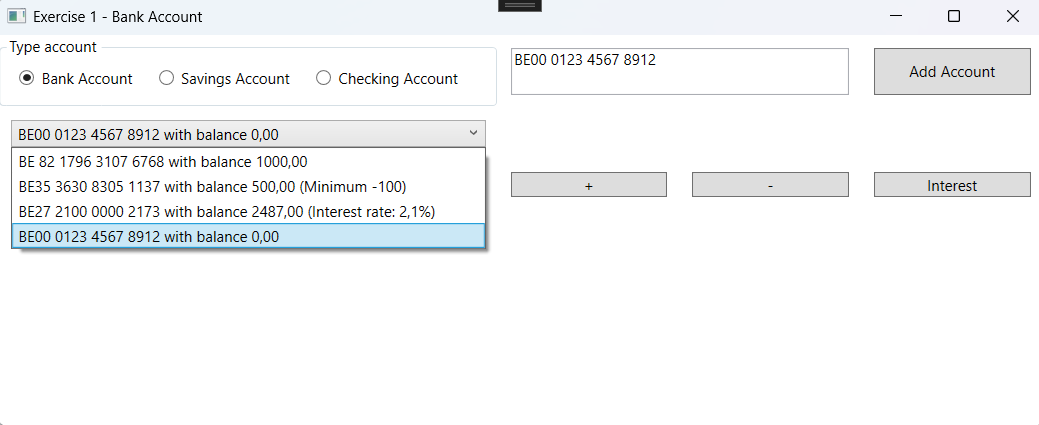 Exercise 1 - Bank Account
Type account
Bank Account Savings Account Checking Account
BE00 0123 4567 8912
Add Account
BE00 0123 4567 8912 with balance 0,00
BE 82 1796 3107 6768 with balance 1000,00
BE35 3630 8305 1137 with balance 500,00 (Minimum -100)
BE27 2100 0000 2173 with balance 2487,00 (Interest rate: 2,1%)
BE00 0123 4567 8912 with balance 0,00
+ - Interest